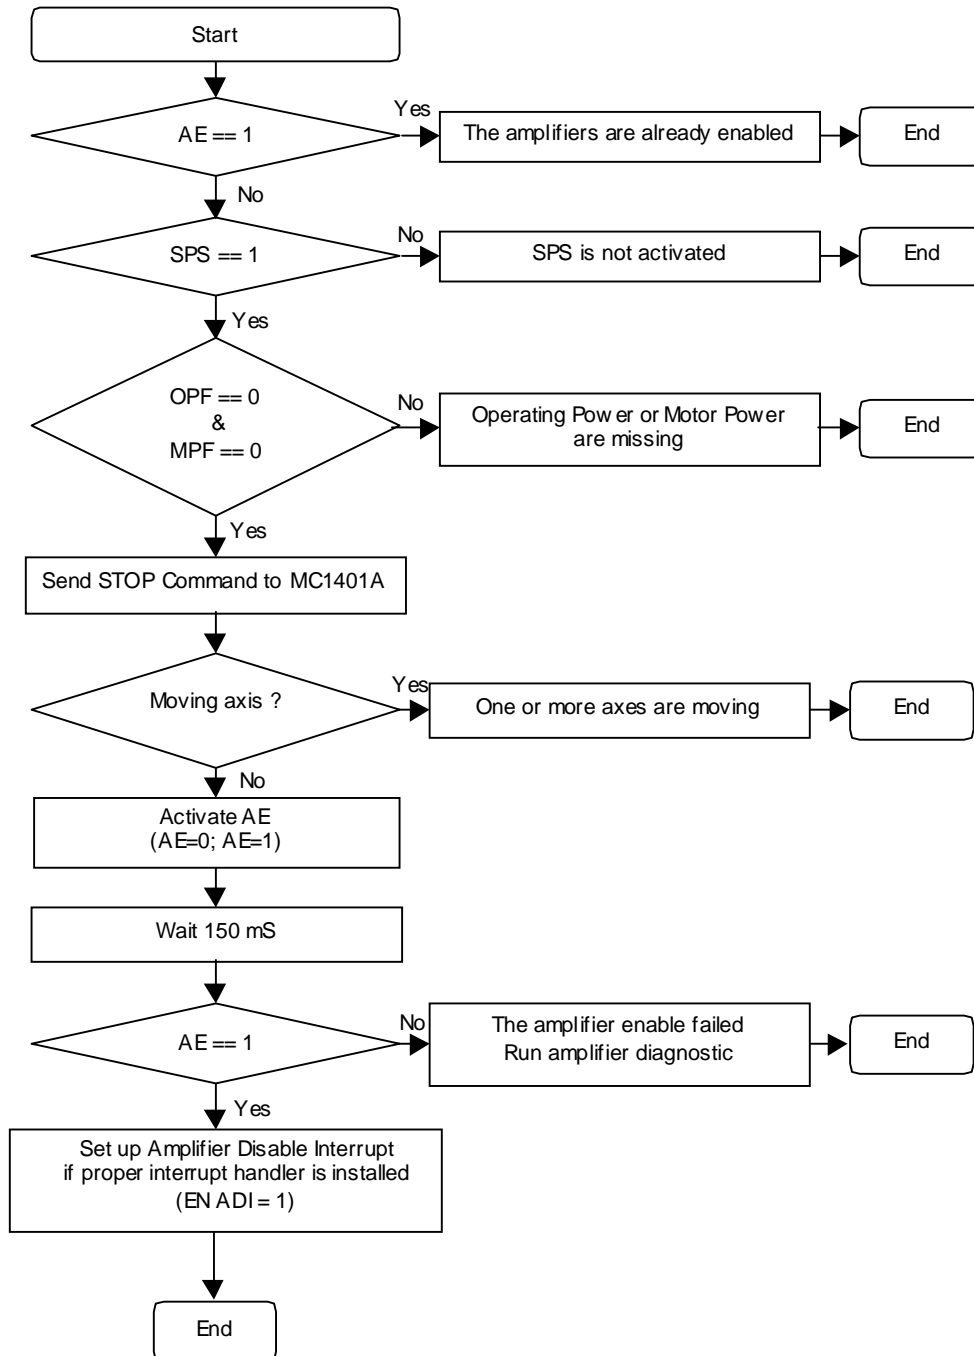 Start
AE == 1
Yes
The amplifiers are already enabled
End
No
SPS == 1
No
SPS is not activated
End
Yes
OPF == 0
&
MPF == 0
No
Operating Power or Motor Power
are missing
End
Yes
Send STOP Command to MC1401A
Moving axis ?
Yes
One or more axes are moving
End
No
Activate AE
(AE=0; AE=1)
Wait 150 mS
AE == 1
No
The amplifier enable failed
Run amplifier diagnostic
End
Yes
Set up Amplifier Disable Interrupt
if proper interrupt handler is installed
(EN ADI = 1)
End